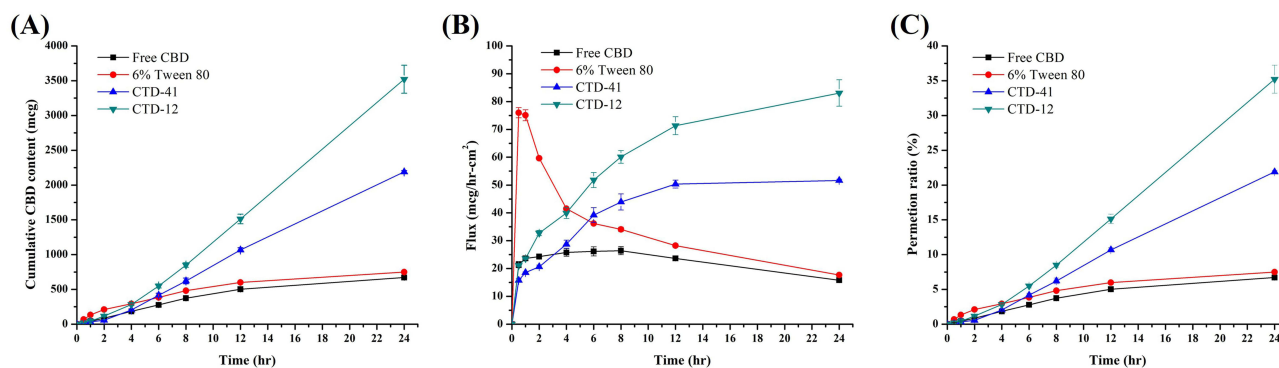 (A)
Free CBD
6% Tween 80
CTD-41
CTD-12
4000
3500
3000
2500
2000
1500
1000
500
0
Cumulative CBD content (mcg)
0 2 4 6 8 10 12 14 16 18 20 22 24
Time (hr)
(B)
Free CBD
6% Tween 80
CTD-41
CTD-12
100
90
80
70
60
50
40
30
20
10
0
Flux (mcg/hr-cm²)
0 2 4 6 8 10 12 14 16 18 20 22 24
Time (hr)
(C)
Free CBD
6% Tween 80
CTD-41
CTD-12
40
35
30
25
20
15
10
5
0
Permetion ratio (%)
0 2 4 6 8 10 12 14 16 18 20 22 24
Time (hr)